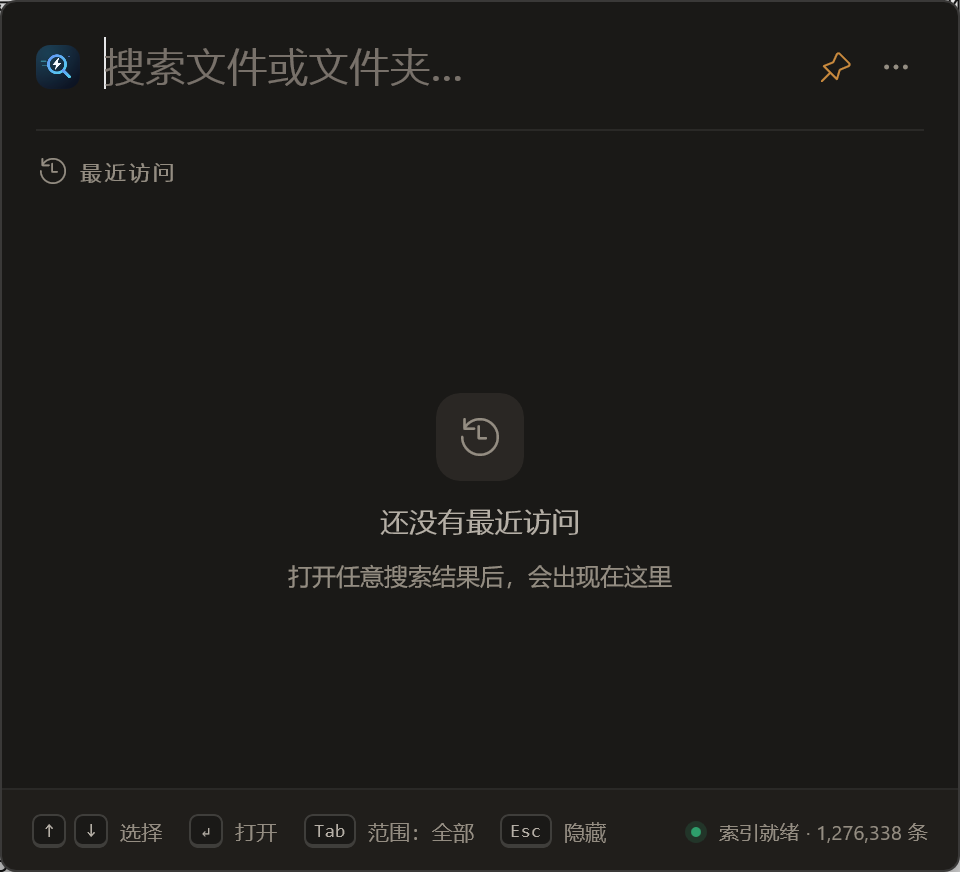 搜索文件或文件夹...
最近访问
还没有最近访问
打开任意搜索结果后，会出现在这里
↑ ↓ 选择 ↵ 打开 Tab 范围：全部 Esc 隐藏 索引就绪 · 1,276,338 条